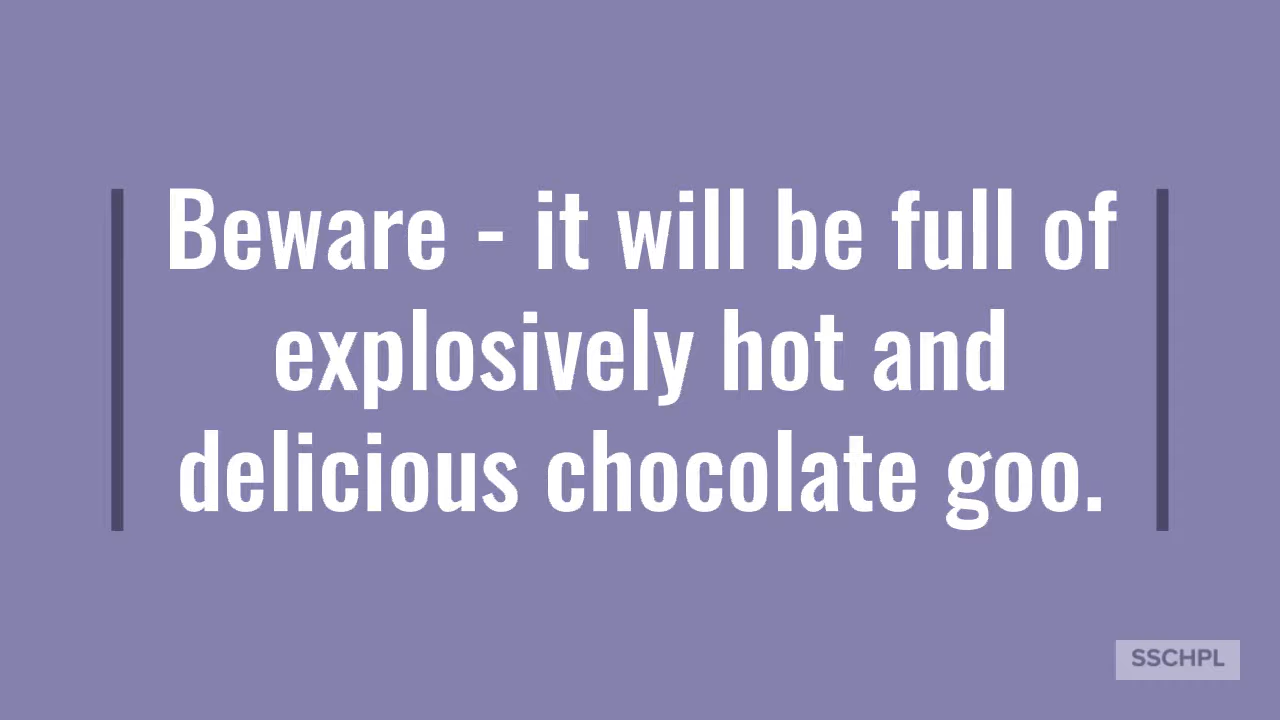 Beware - it will be full of
explosively hot and
delicious chocolate goo.
SSCHPL